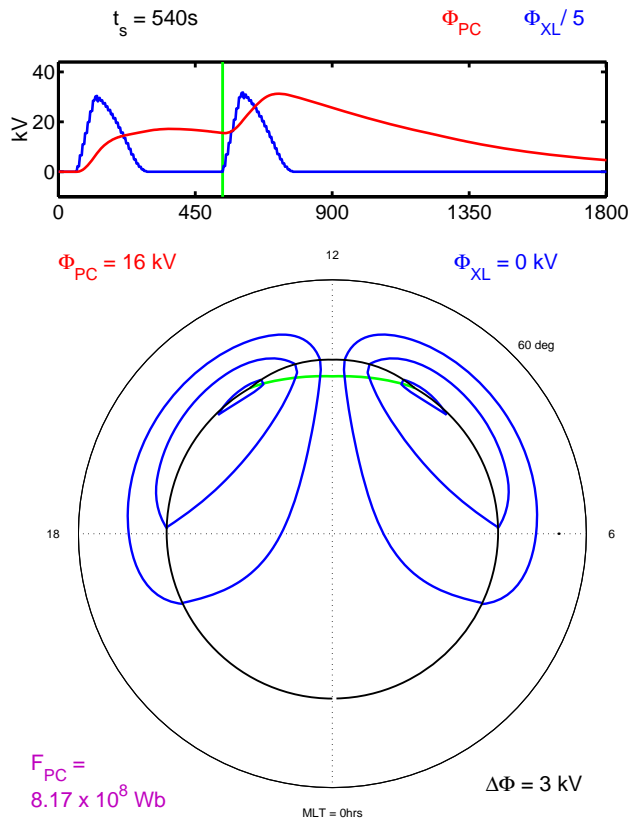 t_s = 540s Φ_PC Φ_XL/ 5
kV
40
20
0
0 450 900 1350 1800
Φ_PC = 16 kV Φ_XL = 0 kV
12
60 deg
18 6
F_PC =
8.17 x 10^8 Wb
ΔΦ = 3 kV
MLT = 0hrs